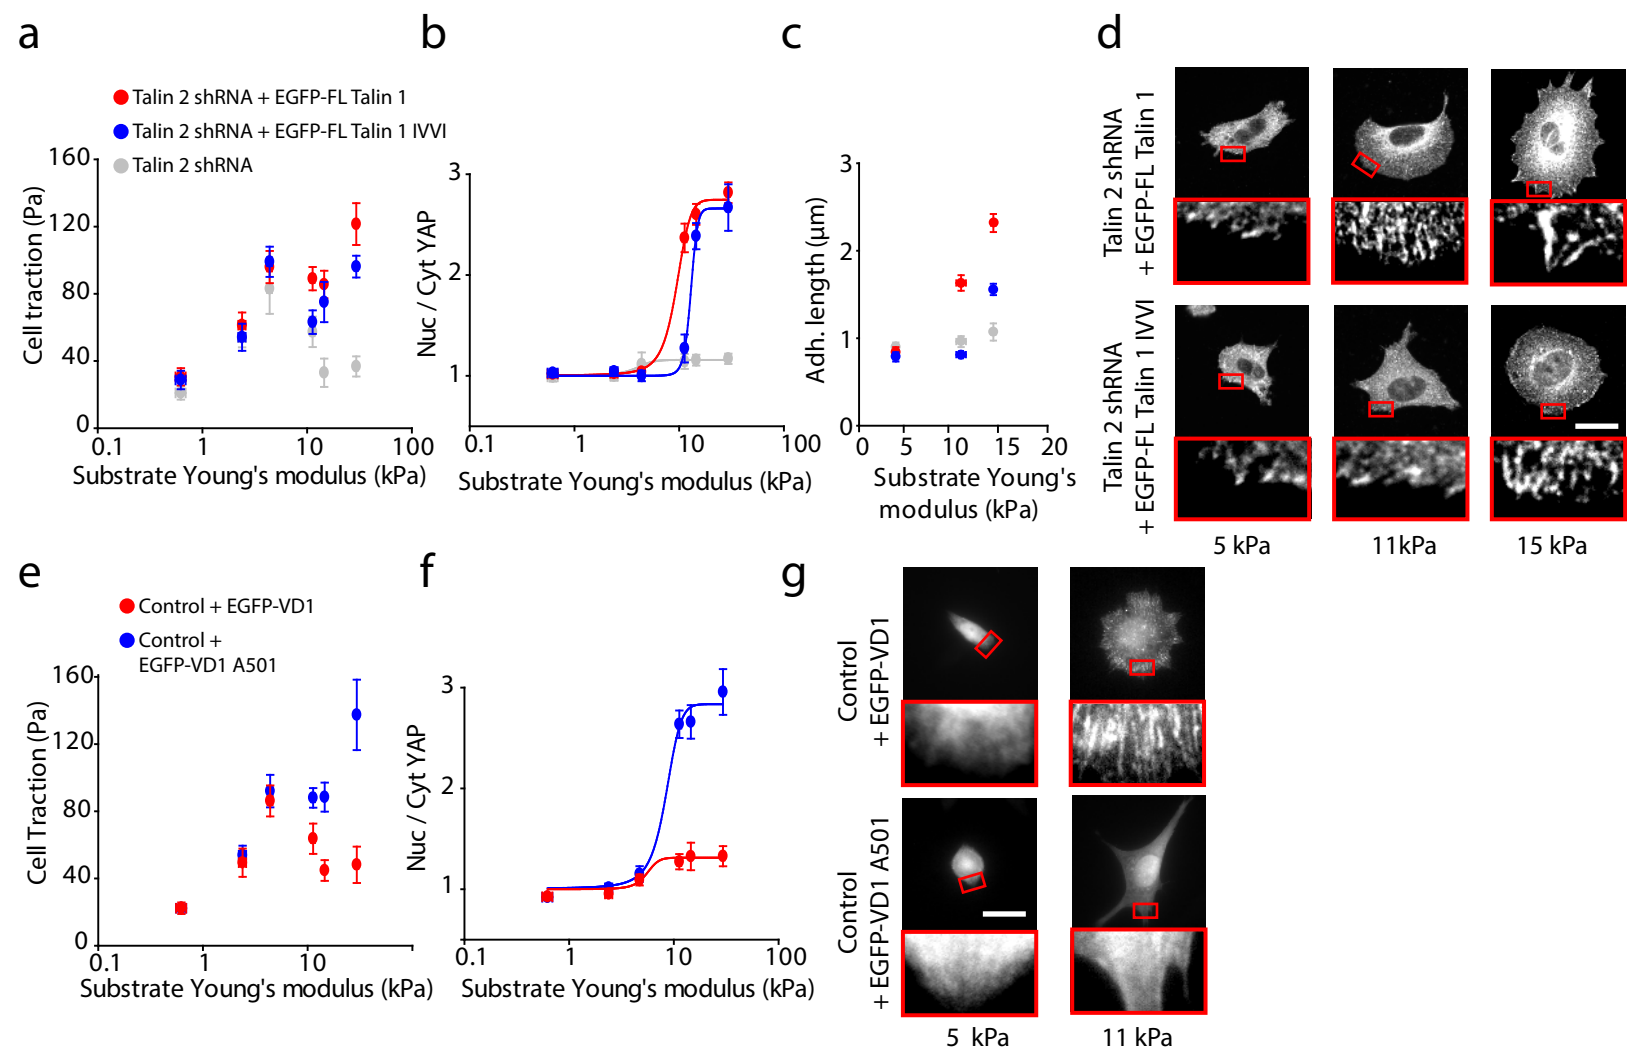 a
b
c
d
Talin 2 shRNA + EGFP-FL Talin 1
Talin 2 shRNA + EGFP-FL Talin 1 IVVI
Talin 2 shRNA
Cell traction (Pa)
160
120
80
40
0
0.1 1 10 100
Substrate Young's modulus (kPa)
Nuc / Cyt YAP
3
2
1
0.1 1 10 100
Substrate Young's modulus (kPa)
Adh. length (μm)
3
2
1
0
0 5 10 15 20
Substrate Young's
modulus (kPa)
Talin 2 shRNA
+ EGFP-FL Talin 1
Talin 2 shRNA
+ EGFP-FL Talin 1 IVVI
5 kPa
11kPa
15 kPa
e
f
g
Control + EGFP-VD1
Control +
EGFP-VD1 A501
Cell Traction (Pa)
160
120
80
40
0
0.1 1 10
Substrate Young's modulus (kPa)
Nuc / Cyt YAP
3
2
1
0.1 1 10 100
Substrate Young's modulus (kPa)
Control
+ EGFP-VD1
Control
+ EGFP-VD1 A501
5 kPa
11 kPa